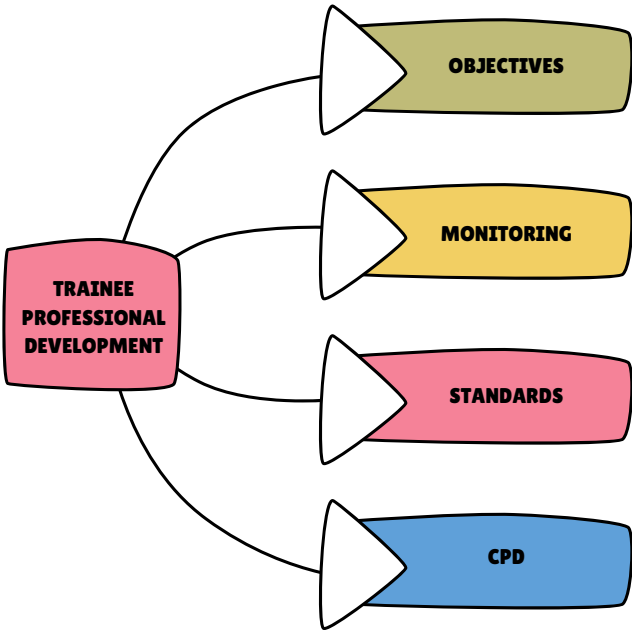 TRAINEE
PROFESSIONAL
DEVELOPMENT
OBJECTIVES
MONITORING
STANDARDS
CPD